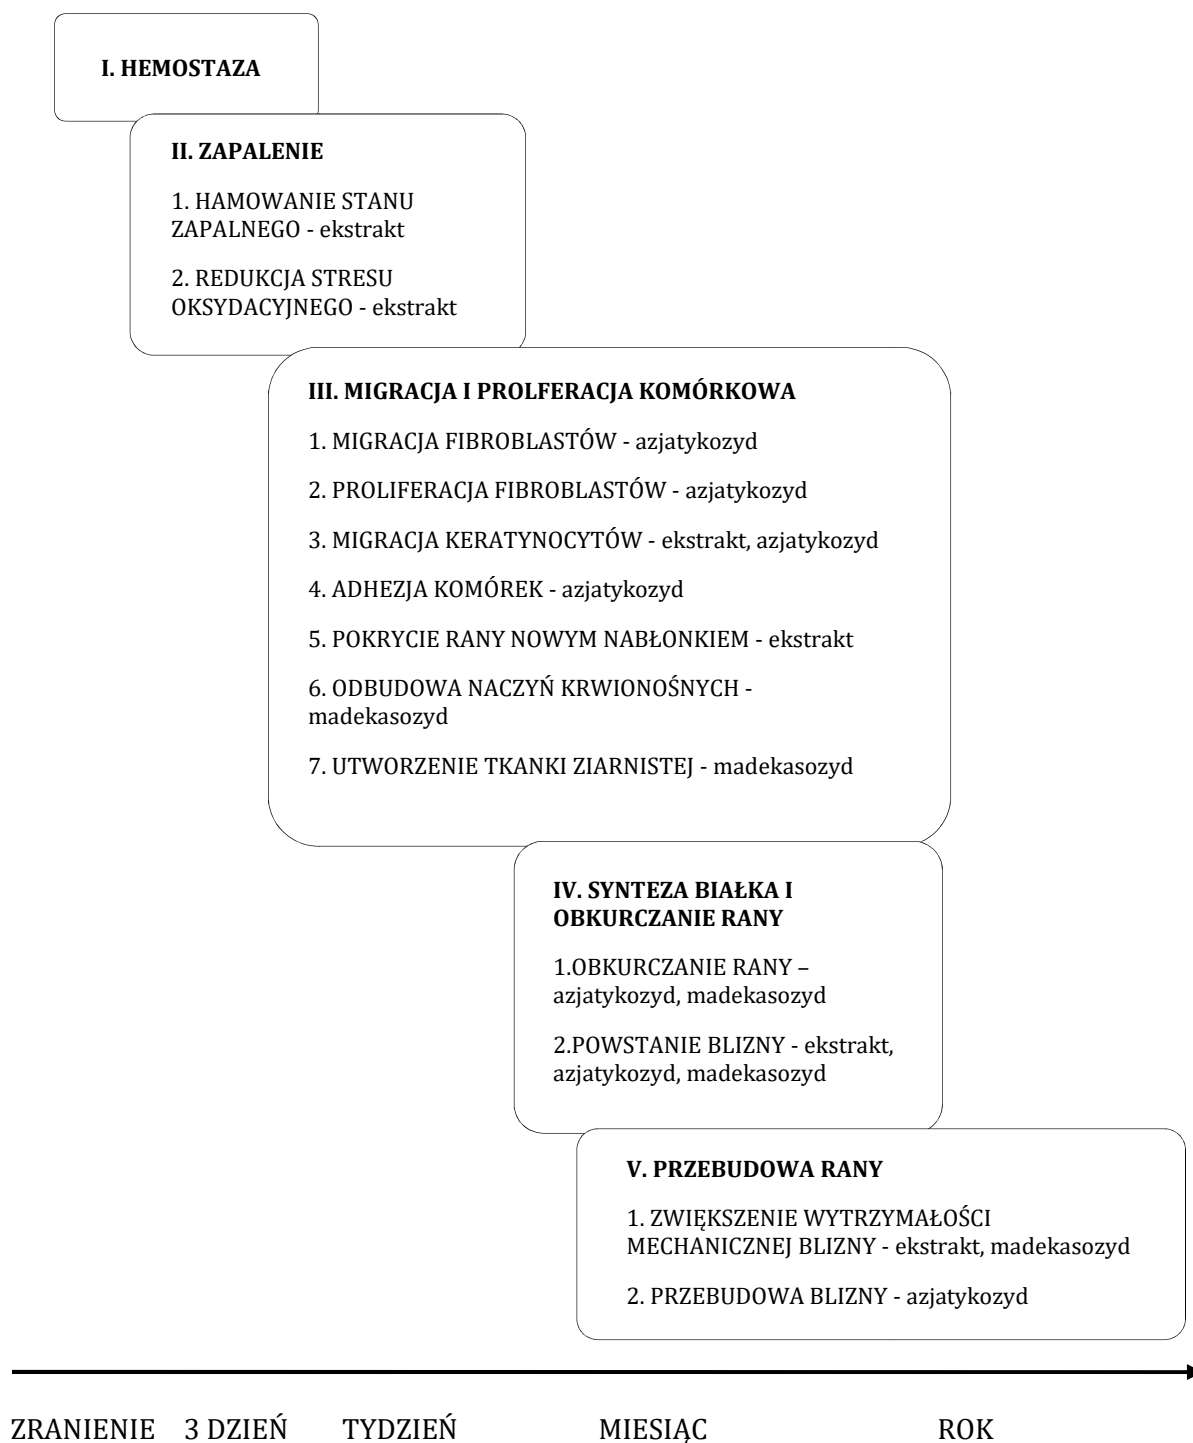 I. HEMOSTAZA
II. ZAPALENIE
1. HAMOWANIE STANU
ZAPALNEGO - ekstrakt
2. REDUKCJA STRESU
OKSYDACYJNEGO - ekstrakt
III. MIGRACJA I PROLFERACJA KOMÓRKOWA
1. MIGRACJA FIBROBLASTÓW - azjatykozyd
2. PROLIFERACJA FIBROBLASTÓW - azjatykozyd
3. MIGRACJA KERATYNOCYTÓW - ekstrakt, azjatykozyd
4. ADHEZJA KOMÓREK - azjatykozyd
5. POKRYCIE RANY NOWYM NABŁONKIEM - ekstrakt
6. ODBUDOWA NACZYŃ KRWIONOŚNYCH -
madekasozyd
7. UTWORZENIE TKANKI ZIARNISTEJ - madekasozyd
IV. SYNTEZA BIAŁKA I
OBKURCZANIE RANY
1.OBKURCZANIE RANY –
azjatykozyd, madekasozyd
2.POWSTANIE BLIZNY - ekstrakt,
azjatykozyd, madekasozyd
V. PRZEBUDOWA RANY
1. ZWIĘKSZENIE WYTRZYMAŁOŚCI
MECHANICZNEJ BLIZNY - ekstrakt, madekasozyd
2. PRZEBUDOWA BLIZNY - azjatykozyd
ZRANIENIE 3 DZIEŃ TYDZIEŃ MIESIĄC ROK